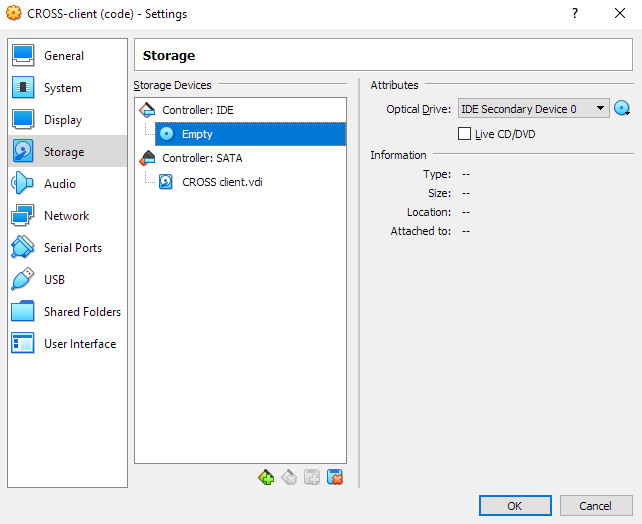 CROSS-client (code) - Settings
?
General
System
Display
Storage
Audio
Network
Serial Ports
USB
Shared Folders
User Interface
Storage
Storage Devices
Controller: IDE
Empty
Controller: SATA
CROSS client.vdi
Attributes
Optical Drive: IDE Secondary Device 0
Live CD/DVD
Information
Type: --
Size: --
Location: --
Attached to: --
OK
Cancel